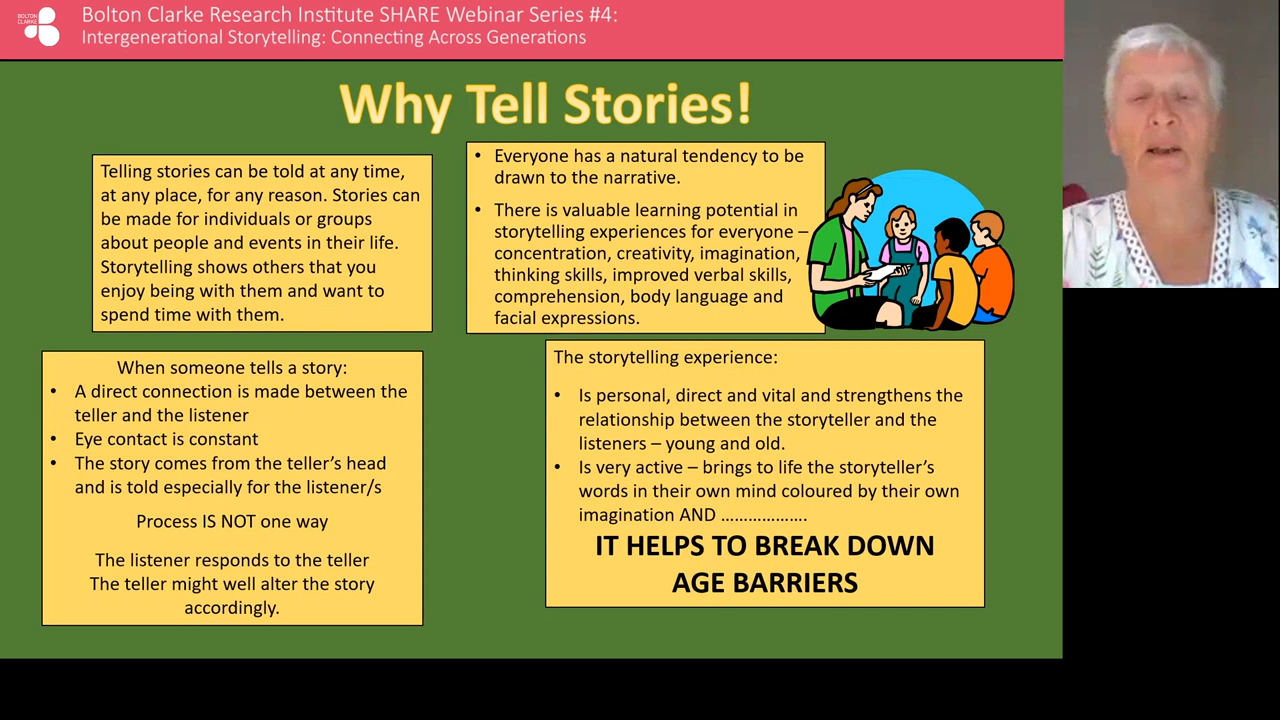 BOLTON
CLARKE
Bolton Clarke Research Institute SHARE Webinar Series #4:
Intergenerational Storytelling: Connecting Across Generations
Why Tell Stories!
Telling stories can be told at any time,
at any place, for any reason. Stories can
be made for individuals or groups
about people and events in their life.
Storytelling shows others that you
enjoy being with them and want to
spend time with them.
• Everyone has a natural tendency to be
drawn to the narrative.
• There is valuable learning potential in
storytelling experiences for everyone –
concentration, creativity, imagination,
thinking skills, improved verbal skills,
comprehension, body language and
facial expressions.
When someone tells a story:
• A direct connection is made between the
teller and the listener
• Eye contact is constant
• The story comes from the teller’s head
and is told especially for the listener/s
Process IS NOT one way
The listener responds to the teller
The teller might well alter the story
accordingly.
The storytelling experience:
• Is personal, direct and vital and strengthens the
relationship between the storyteller and the
listeners – young and old.
• Is very active – brings to life the storyteller’s
words in their own mind coloured by their own
imagination AND ……………….
IT HELPS TO BREAK DOWN
AGE BARRIERS